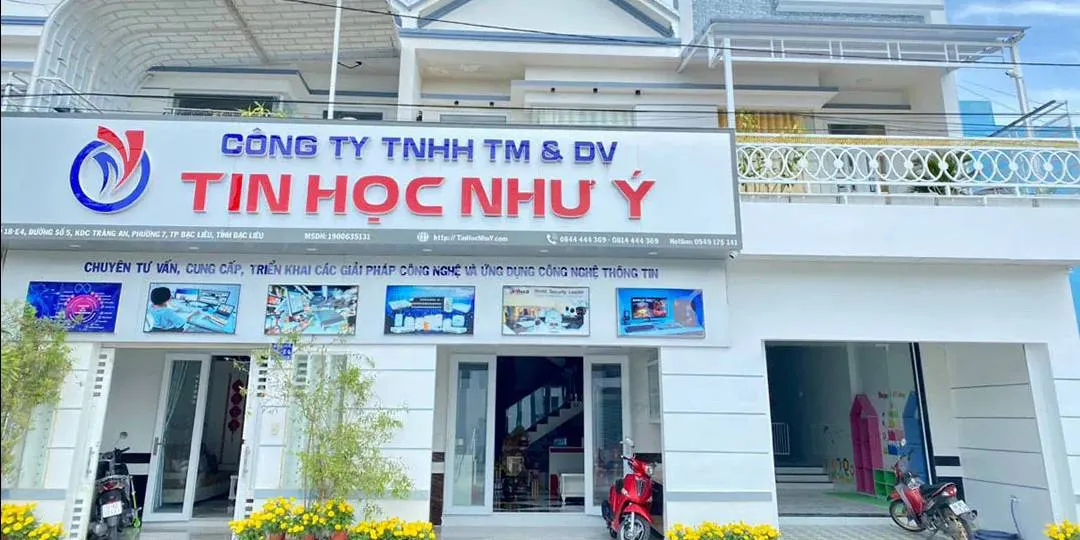 CÔNG TY TNHH TM & DV
TIN HỌC NHƯ Ý
18-E4, ĐƯỜNG SỐ 5, KDC TRÀNG AN, PHƯỜNG 7, TP BẠC LIÊU, TỈNH BẠC LIÊU MSDN: 1900635131 http://TinHocNhuY.com 0844 444 369 - 0814 444 369 Hotline: 0949 175 141
CHUYÊN TƯ VẤN, CUNG CẤP, TRIỂN KHAI CÁC GIẢI PHÁP CÔNG NGHỆ VÀ ỨNG DỤNG CÔNG NGHỆ THÔNG TIN
World Security Leader